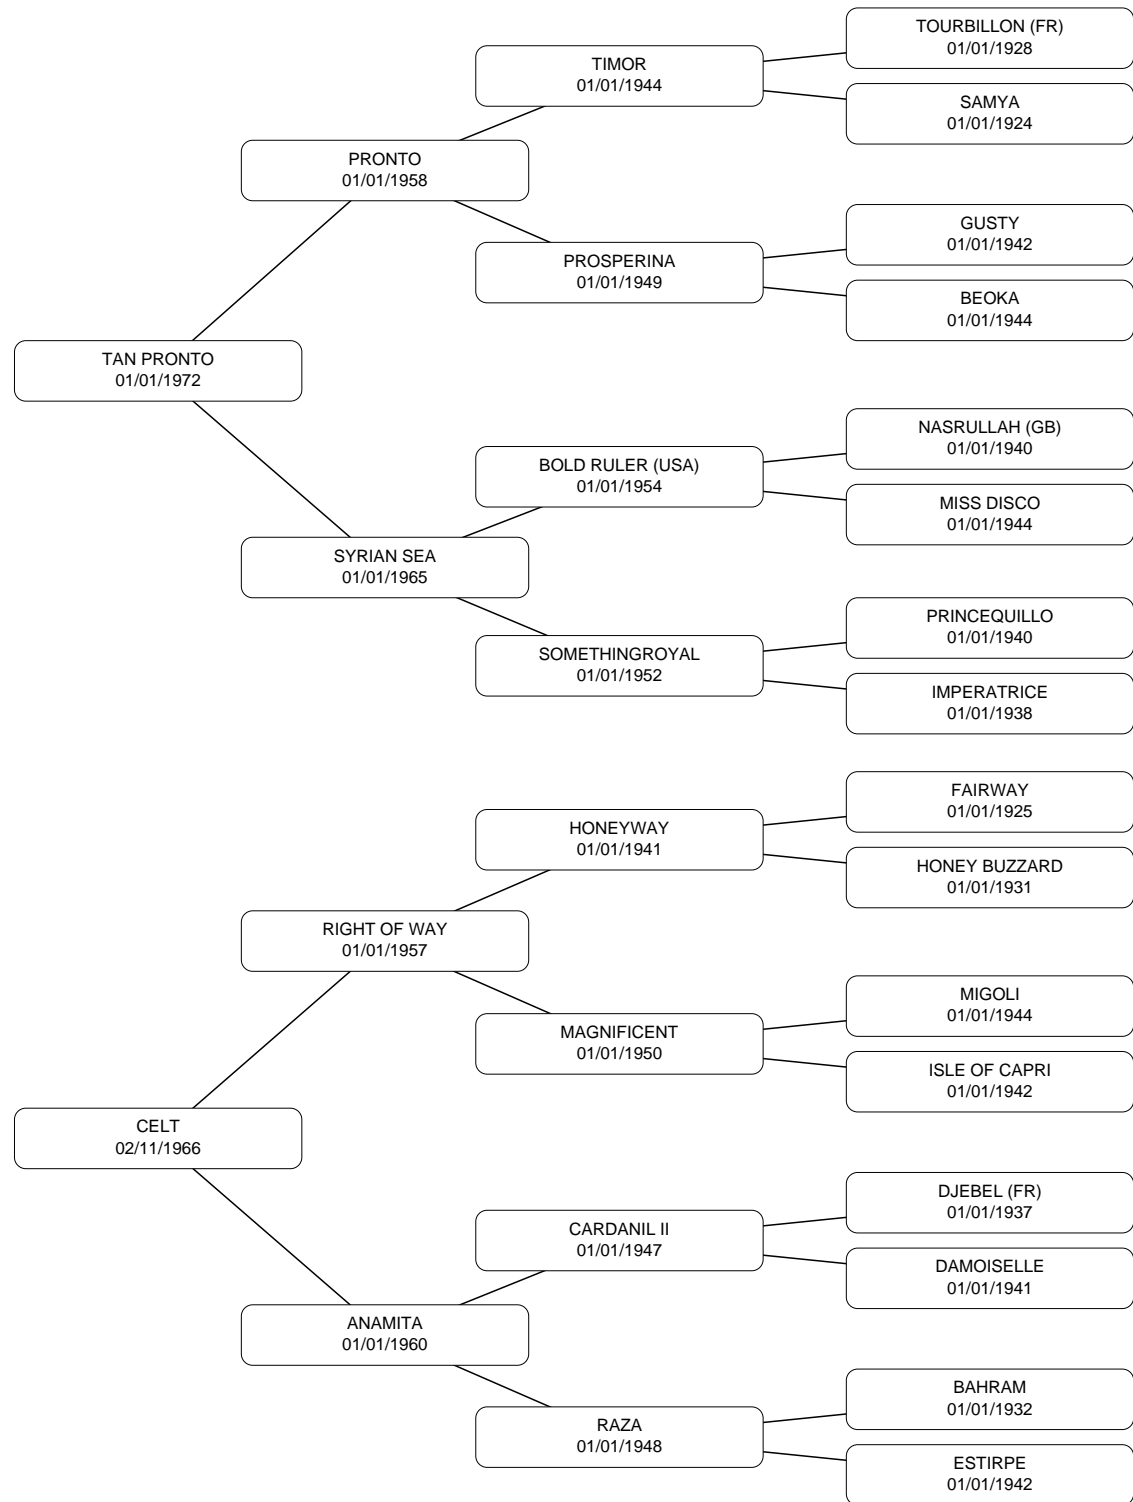 TOURBILLON (FR)
01/01/1928
TIMOR
01/01/1944
SAMYA
01/01/1924
PRONTO
01/01/1958
GUSTY
01/01/1942
PROSPERINA
01/01/1949
BEOKA
01/01/1944
TAN PRONTO
01/01/1972
NASRULLAH (GB)
01/01/1940
BOLD RULER (USA)
01/01/1954
MISS DISCO
01/01/1944
SYRIAN SEA
01/01/1965
PRINCEQUILLO
01/01/1940
SOMETHINGROYAL
01/01/1952
IMPERATRICE
01/01/1938
FAIRWAY
01/01/1925
HONEYWAY
01/01/1941
HONEY BUZZARD
01/01/1931
RIGHT OF WAY
01/01/1957
MIGOLI
01/01/1944
MAGNIFICENT
01/01/1950
ISLE OF CAPRI
01/01/1942
CELT
02/11/1966
DJEBEL (FR)
01/01/1937
CARDANIL II
01/01/1947
DAMOISELLE
01/01/1941
ANAMITA
01/01/1960
BAHRAM
01/01/1932
RAZA
01/01/1948
ESTIRPE
01/01/1942